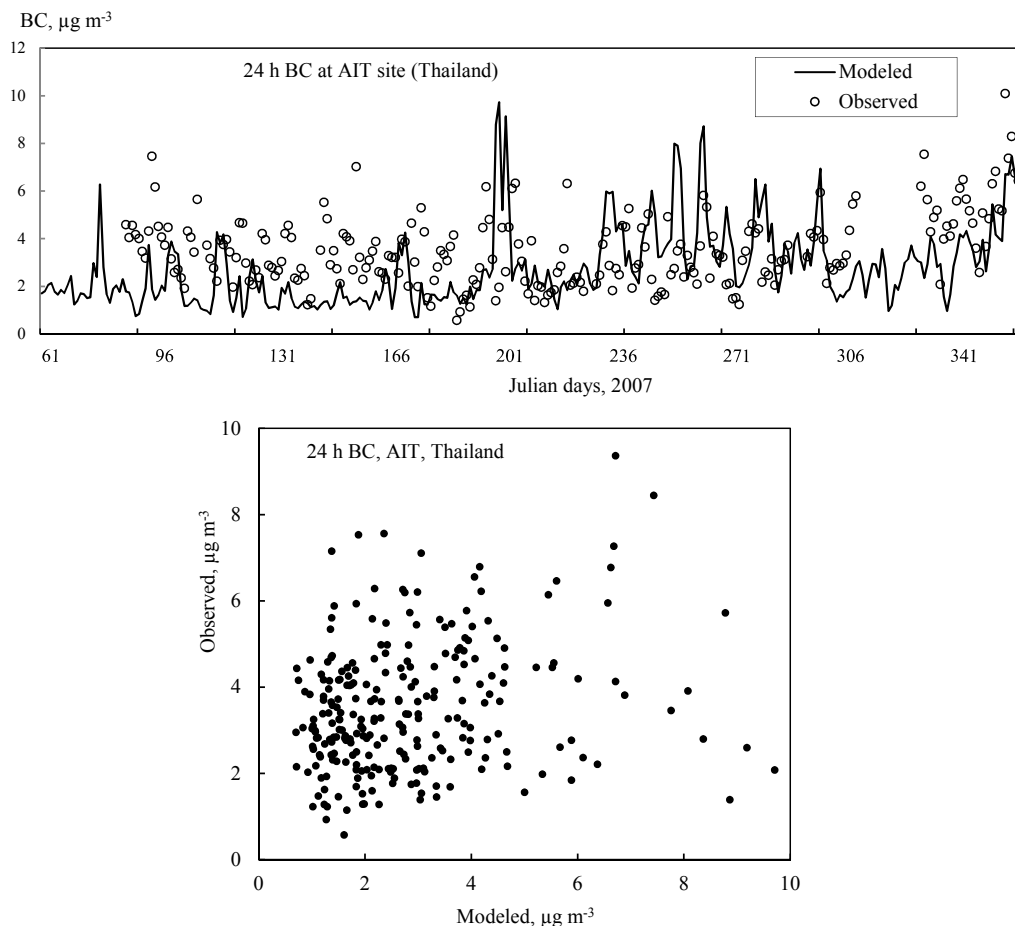 BC, µg m-3
12
24 h BC at AIT site (Thailand)
Modeled
Observed
10
8
6
4
2
0
61 96 131 166 201 236 271 306 341
Julian days, 2007
10
24 h BC, AIT, Thailand
8
6
4
2
0
Observed, µg m-3
0 2 4 6 8 10
Modeled, µg m-3